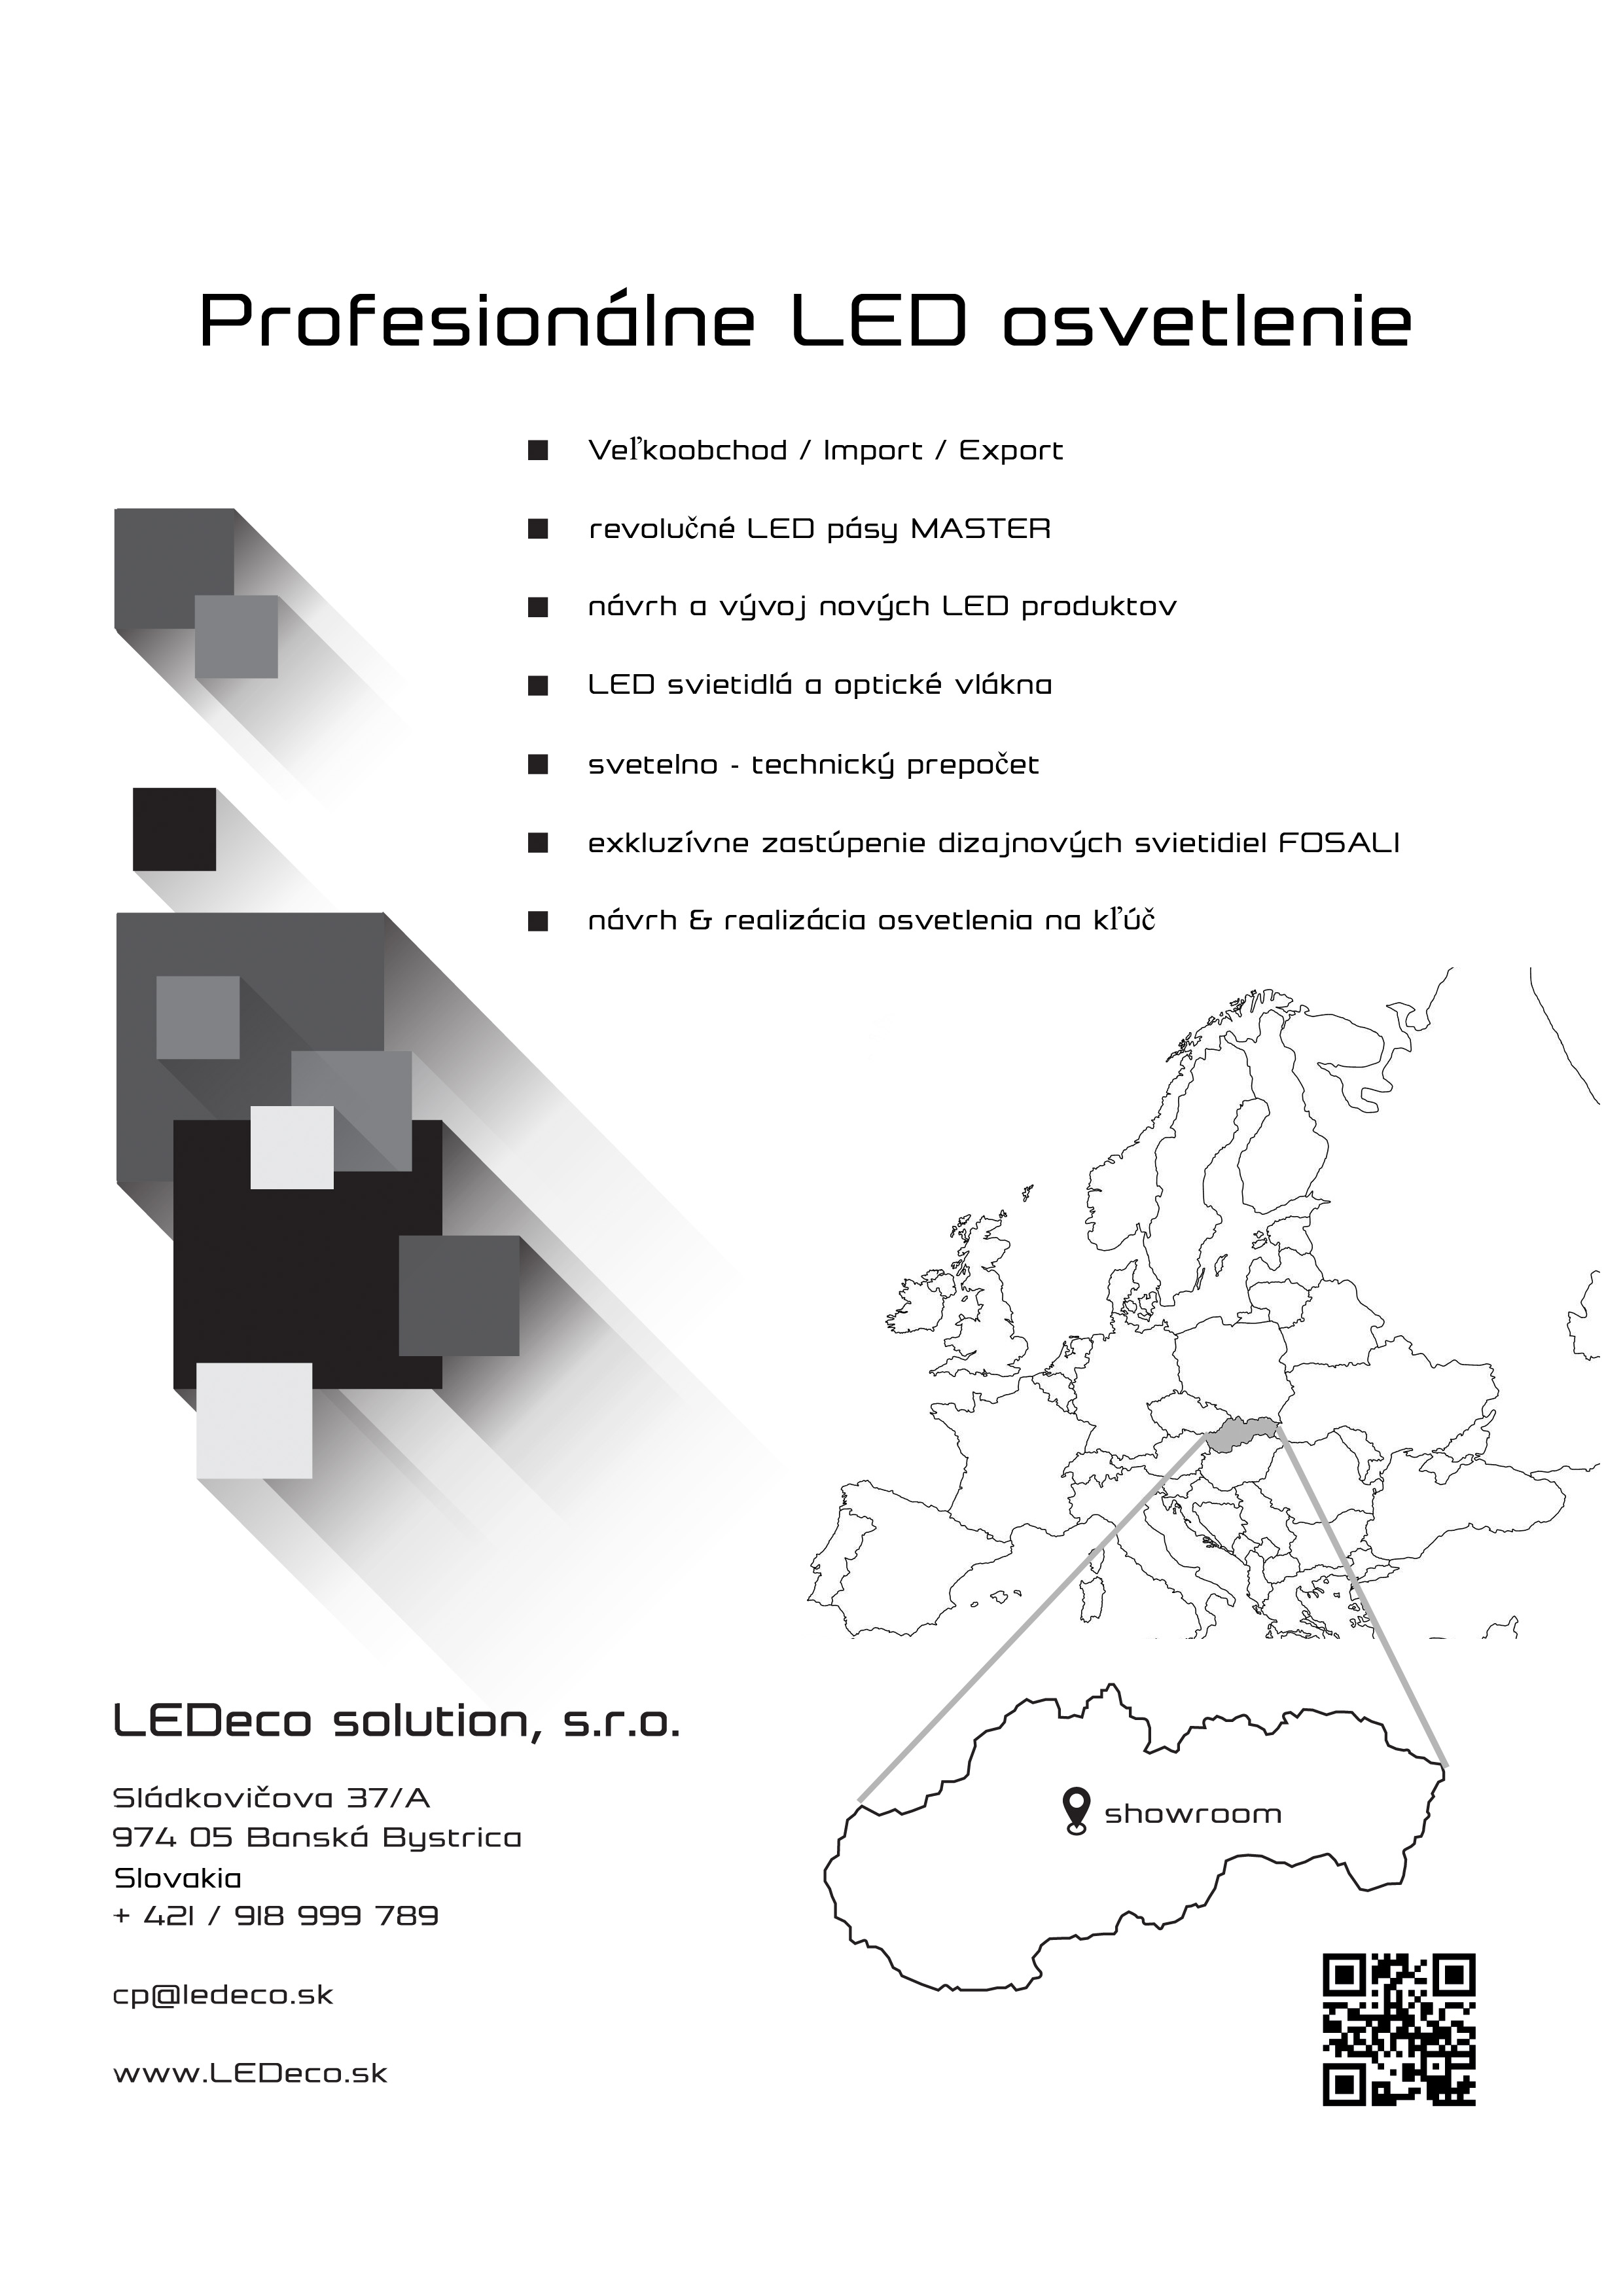 Profesionálne LED osvetlenie
Veľkoobchod / Import / Export
revolučné LED pásy MASTER
návrh a vývoj nových LED produktov
LED svietidlá a optické vlákna
svetelno - technický prepočet
exkluzívne zastúpenie dizajnových svietidiel FOSALI
návrh & realizácia osvetlenia na kľúč
LEDeco solution, s.r.o.
Sládkovičova 37/A
974 05 Banská Bystrica
Slovakia
+ 421 / 918 999 789
cp@ledeco.sk
www.LEDeco.sk
showroom